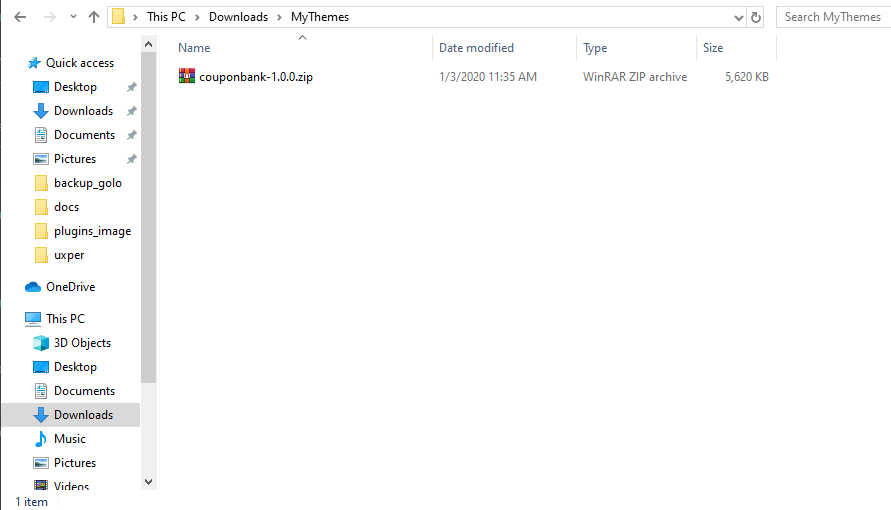 This PC > Downloads > MyThemes
Search MyThemes
Name Date modified Type Size
couponbank-1.0.0.zip 1/3/2020 11:35 AM WinRAR ZIP archive 5,620 KB
Quick access
Desktop
Downloads
Documents
Pictures
backup_golo
docs
plugins_image
uxper
OneDrive
This PC
3D Objects
Desktop
Documents
Downloads
Music
Pictures
Videos
1 item